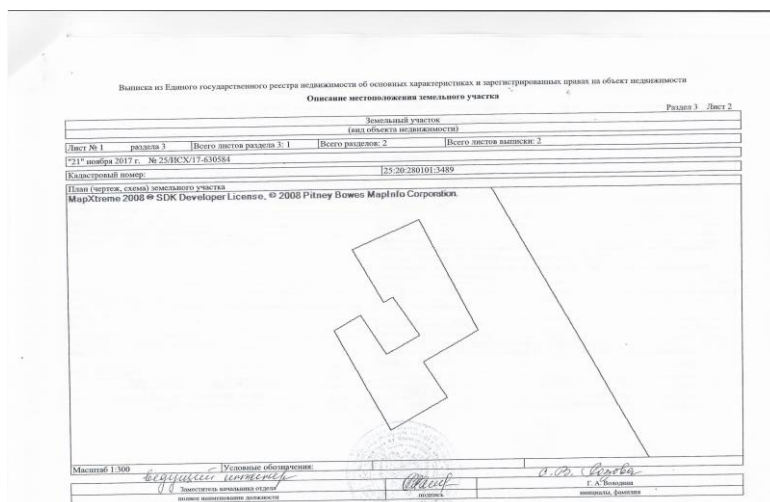 Выписка из Единого государственного реестра недвижимости об основных характеристиках и зарегистрированных правах на объект недвижимости
Описание местоположения земельного участка
Раздел 3 Лист 2
Земельный участок
(вид объекта недвижимости)
Лист № 1 раздела 3 Всего листов раздела 3: 1 Всего разделов: 2 Всего листов выписки: 2
"21" ноября 2017 г. № 25/ИСХ/17-630584
Кадастровый номер: 25:20:280101:3489
План (чертеж, схема) земельного участка
MapXtreme 2008 ® SDK Developer License. © 2008 Pitney Bowes MapInfo Corporation.
Масштаб 1:300 Условные обозначения:
ведущий инженер
Заместитель начальника отдела Г. А.
полное наименование должности подпись инициалы, фамилия